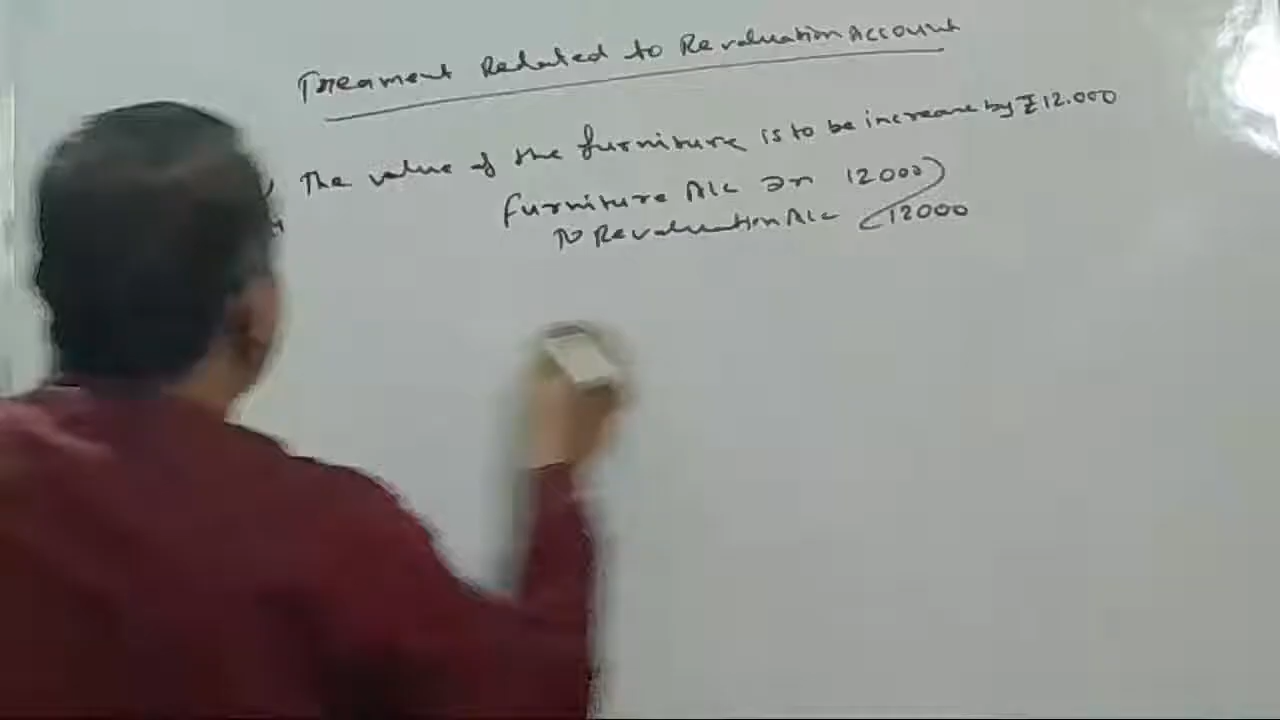 Treament Related to Revaluation Account
The value of the furniture is to be increase by ₹12.000
furniture A/c Dr 12000
To Revaluation A/c 12000